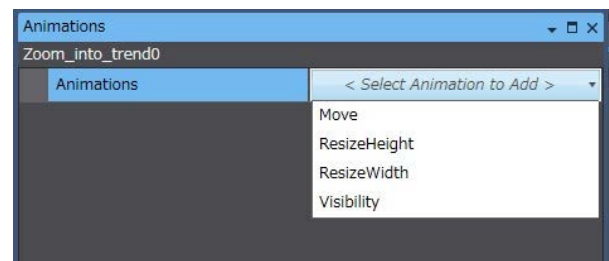 Animations
Zoom_into_trend0
Animations
< Select Animation to Add >
Move
ResizeHeight
ResizeWidth
Visibility